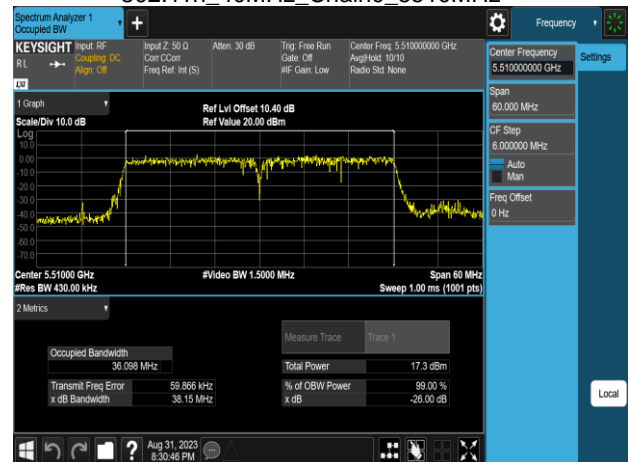 Spectrum Analyzer 1
Occupied BW
Frequency
KEYSIGHT
RL
LXI
Input: RF
Coupling: DC
Align: Off
Input Z: 50 Ω
Corr CCorr
Freq Ref: Int (S)
Atten: 30 dB
Trig: Free Run
Gate: Off
#IF Gain: Low
Center Freq: 5.510000000 GHz
Avg|Hold: 10/10
Radio Std: None
Center Frequency
5.510000000 GHz
Settings
Span
60.000 MHz
CF Step
6.000000 MHz
Auto
Man
Freq Offset
0 Hz
1 Graph
Scale/Div 10.0 dB
Ref Lvl Offset 10.40 dB
Ref Value 20.00 dBm
Log
10.0
0.00
-10.0
-20.0
-30.0
-40.0
-50.0
-60.0
-70.0
Center 5.51000 GHz
#Res BW 430.00 kHz
#Video BW 1.5000 MHz
Span 60 MHz
Sweep 1.00 ms (1001 pts)
2 Metrics
Measure Trace
Trace 1
Occupied Bandwidth
36.098 MHz
Total Power
17.3 dBm
Transmit Freq Error
59.866 kHz
% of OBW Power
99.00 %
x dB Bandwidth
38.15 MHz
x dB
-26.00 dB
Local
?
Aug 31, 2023
8:30:46 PM